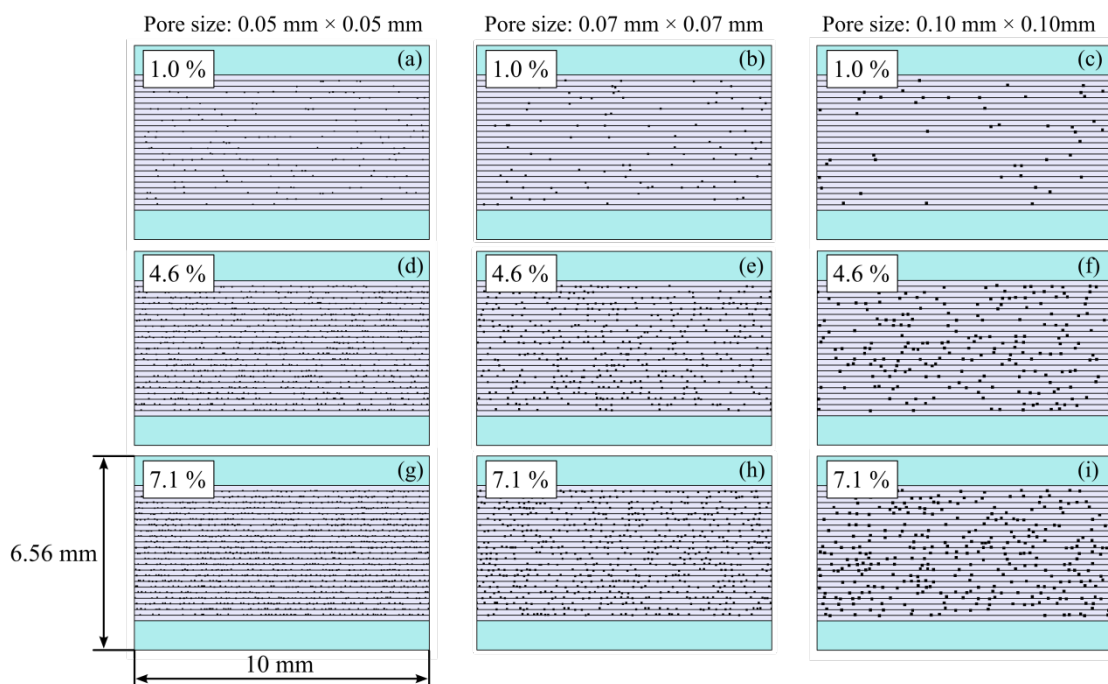 Pore size: 0.05 mm × 0.05 mm
Pore size: 0.07 mm × 0.07 mm
Pore size: 0.10 mm × 0.10mm
1.0 %
(a)
1.0 %
(b)
1.0 %
(c)
4.6 %
(d)
4.6 %
(e)
4.6 %
(f)
7.1 %
(g)
7.1 %
(h)
7.1 %
(i)
6.56 mm
10 mm